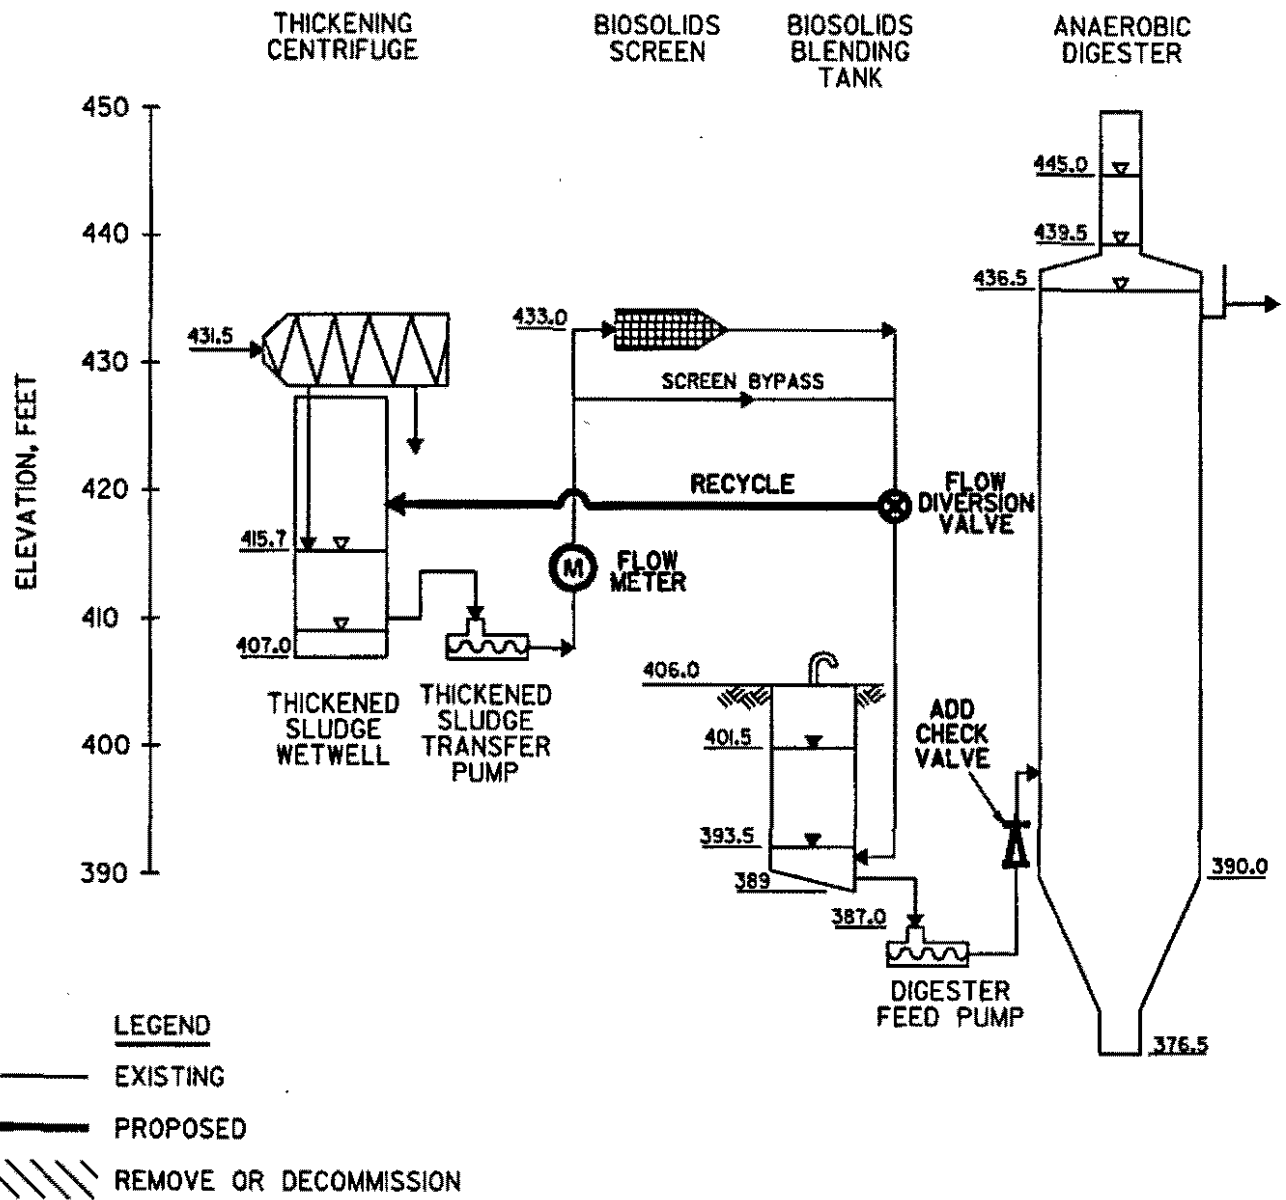 THICKENING
CENTRIFUGE
BIOSOLIDS
SCREEN
BIOSOLIDS
BLENDING
TANK
ANAEROBIC
DIGESTER
ELEVATION, FEET
450
440
430
420
410
400
390
445.0
439.5
436.5
431.5
433.0
SCREEN BYPASS
RECYCLE
FLOW
DIVERSION
VALVE
415.7
M
FLOW
METER
407.0
THICKENED
SLUDGE
WETWELL
THICKENED
SLUDGE
TRANSFER
PUMP
406.0
401.5
393.5
389
387.0
ADD
CHECK
VALVE
390.0
DIGESTER
FEED PUMP
376.5
LEGEND
EXISTING
PROPOSED
REMOVE OR DECOMMISSION